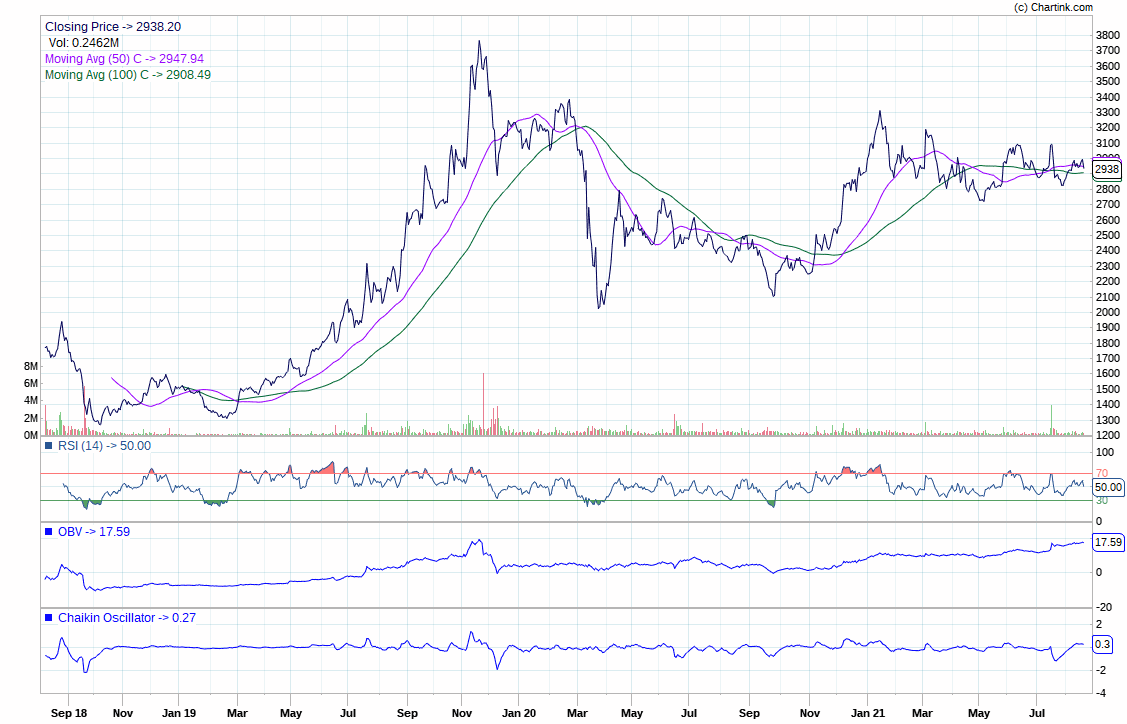 (c) Chartink.com
Closing Price -> 2938.20
Vol: 0.2462M
Moving Avg (50) C -> 2947.94
Moving Avg (100) C -> 2908.49
3800
3700
3600
3500
3400
3300
3200
3100
3000
2938
2800
2700
2600
2500
2400
2300
2200
2100
2000
1900
1800
1700
1600
1500
1400
1300
1200
8M
6M
4M
2M
0M
RSI (14) -> 50.00
100
70
50.00
30
0
OBV -> 17.59
17.59
0
-20
Chaikin Oscillator -> 0.27
2
0.3
-2
-4
Sep 18 Nov Jan 19 Mar May Jul Sep Nov Jan 20 Mar May Jul Sep Nov Jan 21 Mar May Jul